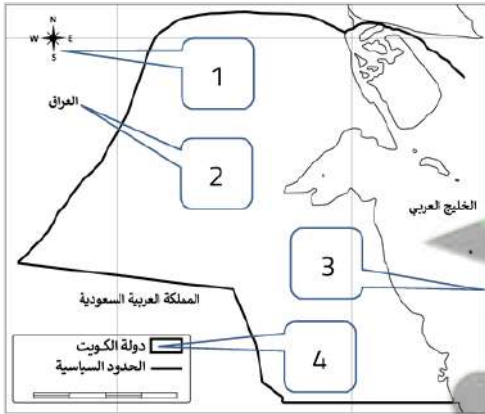 N
W E
S
1
العراق
2
الخليج العربي
3
المملكة العربية السعودية
دولة الكويت
4
الحدود السياسية